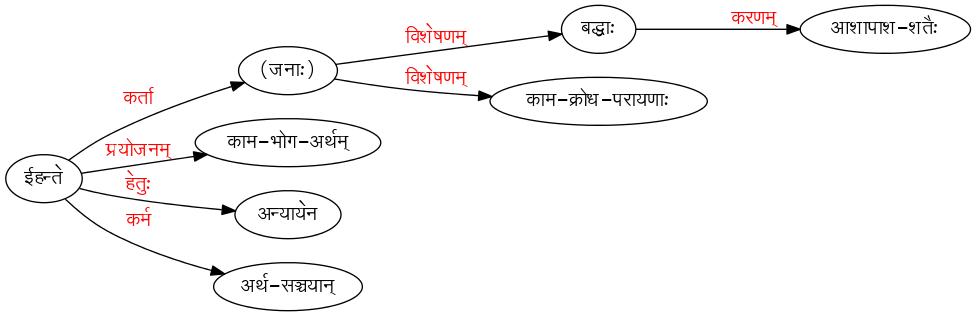 करणम्
बद्धाः
आशापाश-शतैः
विशेषणम्
(जनाः)
विशेषणम्
काम-क्रोध-परायणाः
कर्ता
काम-भोग-अर्थम्
प्रयोजनम्
ईहन्ते
हेतुः
अन्यायेन
कर्म
अर्थ-सञ्चयान्